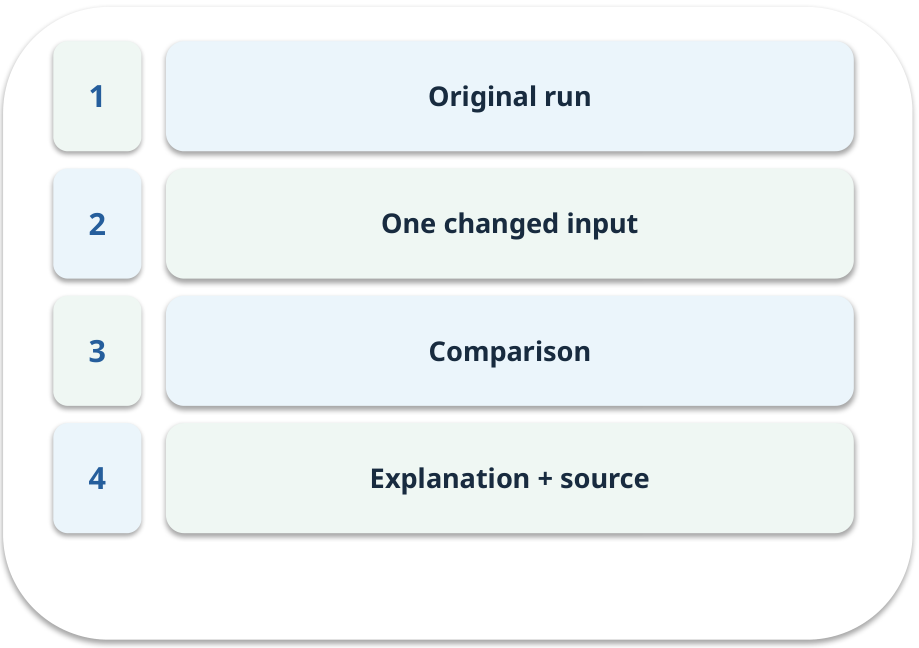 1 Original run
2 One changed input
3 Comparison
4 Explanation + source